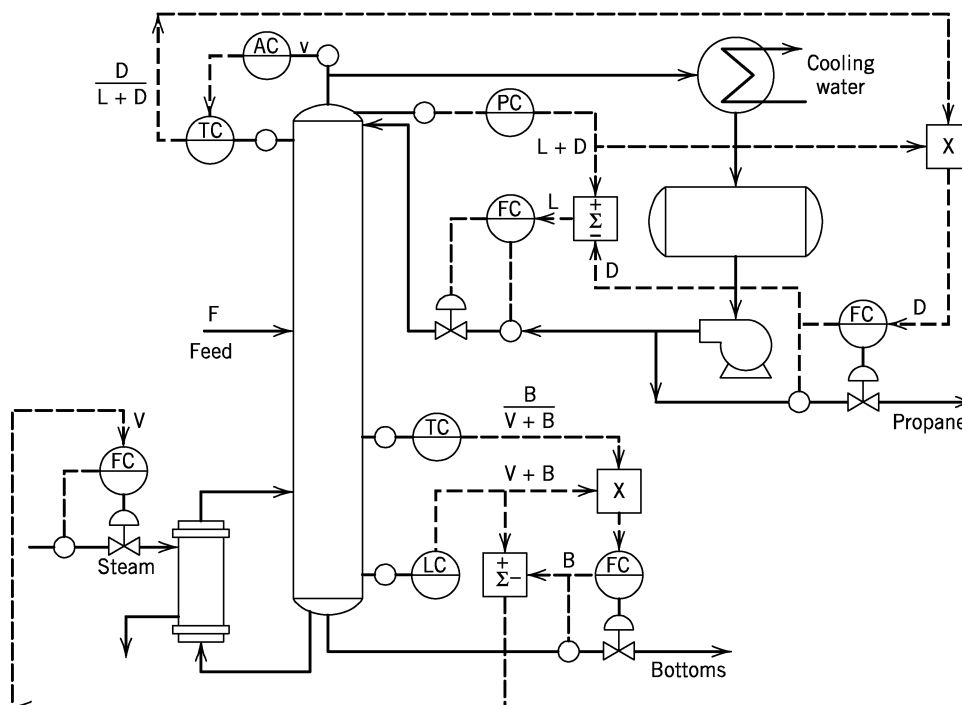 AC
v
D
L + D
TC
PC
Cooling
water
L + D
X
FC
L
+
Σ
−
D
FC
D
F
Feed
Propane
V
FC
TC
B
V + B
V + B
X
Steam
LC
+
Σ−
B
FC
Bottoms